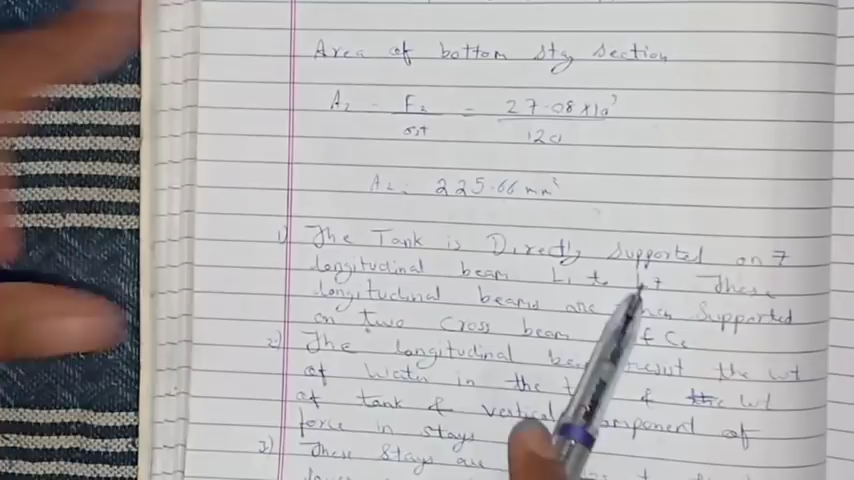 Area of bottom stay section
A2 = F2 / σst = 27.08 x 10³ / 120
A2 = 225.66 mm²
1) The Tank is Directly Supported on 7
longitudinal beam L1 to L7 These
longitudinal beams are Supported
on two cross beam &
2) The longitudinal resist the wt
of water in the & wt
of tank & vertical component of
force in stays
3) These stays are